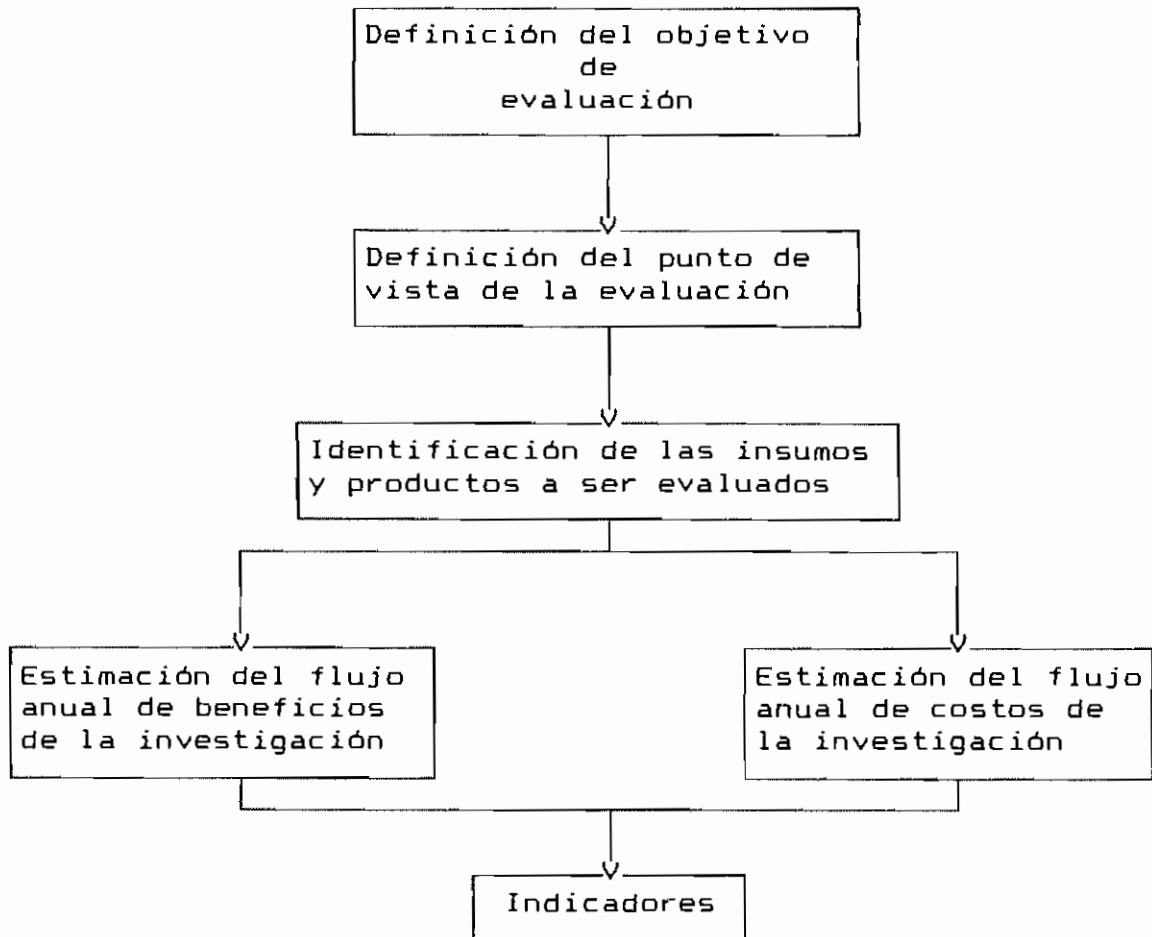 Definición del objetivo
de
evaluación
Definición del punto de
vista de la evaluación
Identificación de las insumos
y productos a ser evaluados
Estimación del flujo
anual de beneficios
de la investigación
Estimación del flujo
anual de costos de
la investigación
Indicadores